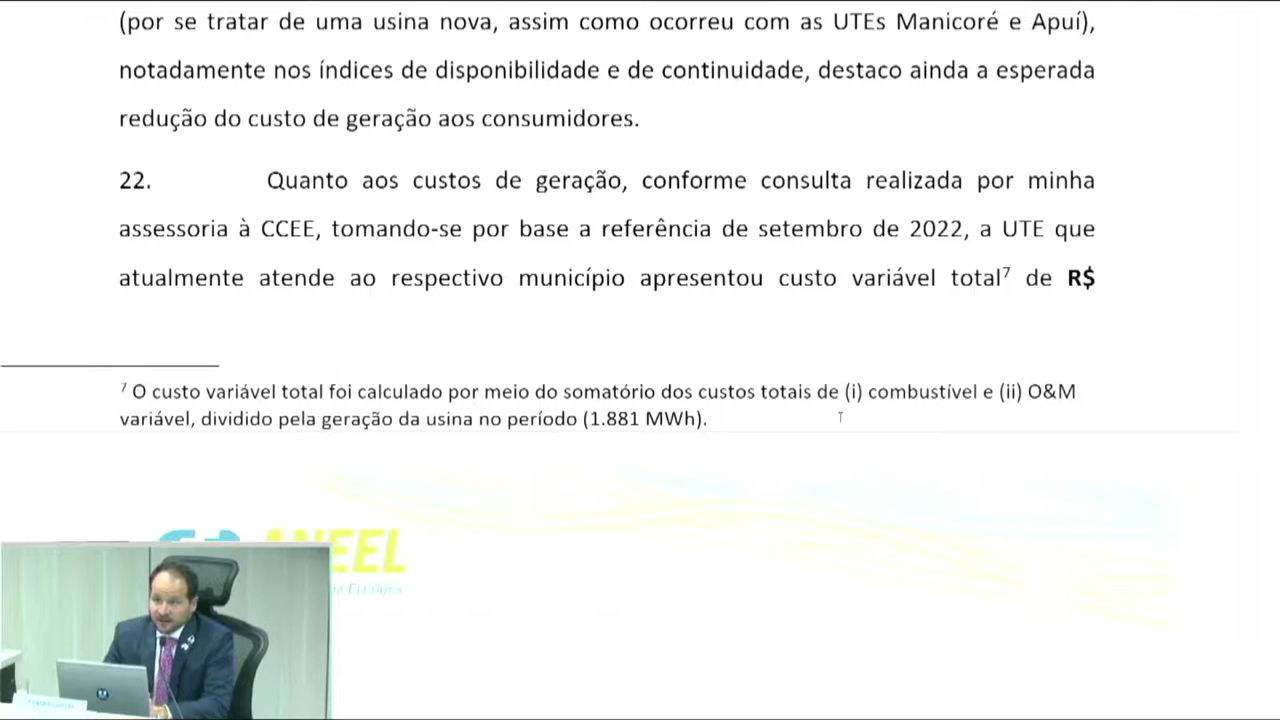 (por se tratar de uma usina nova, assim como ocorreu com as UTEs Manicoré e Apuí),
notadamente nos índices de disponibilidade e de continuidade, destaco ainda a esperada
redução do custo de geração aos consumidores.
22. Quanto aos custos de geração, conforme consulta realizada por minha
assessoria à CCEE, tomando-se por base a referência de setembro de 2022, a UTE que
atualmente atende ao respectivo município apresentou custo variável total⁷ de R$
⁷ O custo variável total foi calculado por meio do somatório dos custos totais de (i) combustível e (ii) O&M
variável, dividido pela geração da usina no período (1.881 MWh).
ANEEL